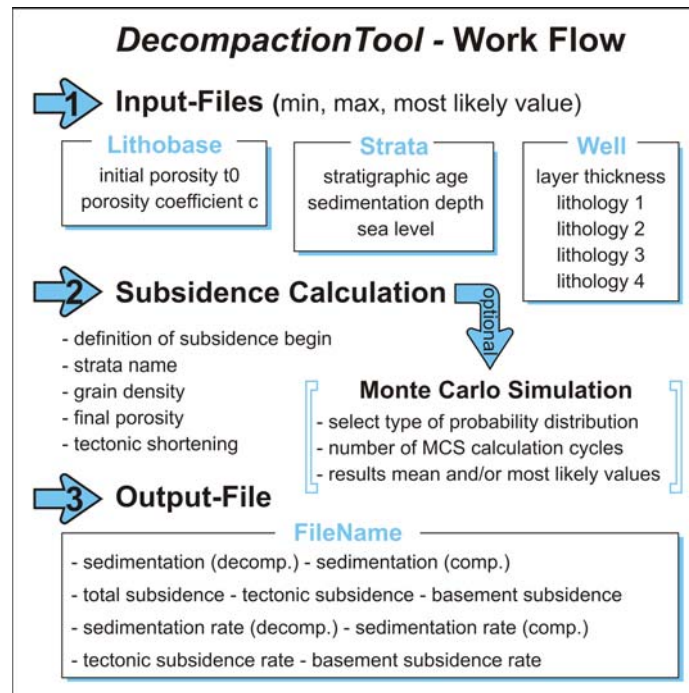 DecompactionTool - Work Flow
1 Input-Files (min, max, most likely value)
Lithobase
initial porosity t0
porosity coefficient c
Strata
stratigraphic age
sedimentation depth
sea level
Well
layer thickness
lithology 1
lithology 2
lithology 3
lithology 4
2 Subsidence Calculation
optional
- definition of subsidence begin
- strata name
- grain density
- final porosity
- tectonic shortening
Monte Carlo Simulation
- select type of probability distribution
- number of MCS calculation cycles
- results mean and/or most likely values
3 Output-File
FileName
- sedimentation (decomp.) - sedimentation (comp.)
- total subsidence - tectonic subsidence - basement subsidence
- sedimentation rate (decomp.) - sedimentation rate (comp.)
- tectonic subsidence rate - basement subsidence rate